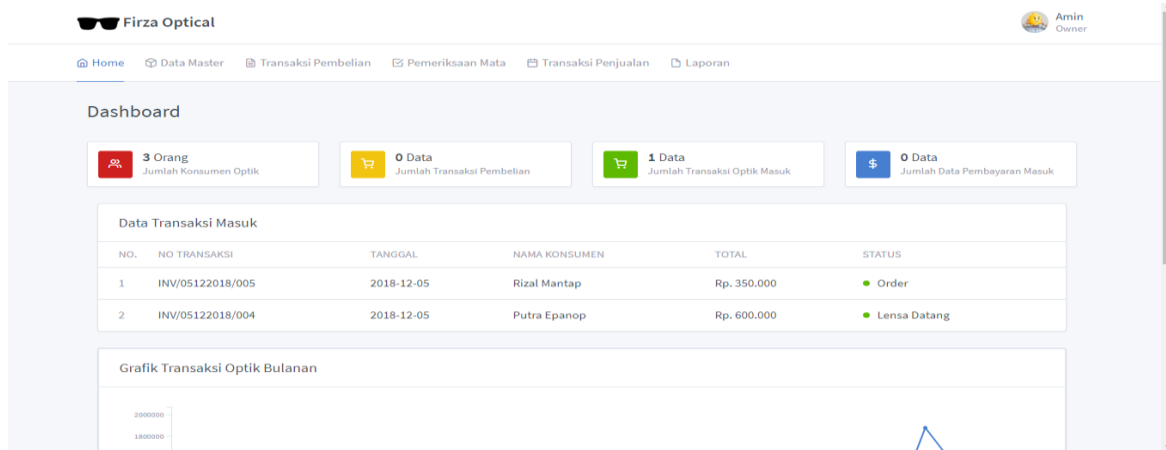 Firza Optical
Amin
Owner
Home Data Master Transaksi Pembelian Pemeriksaan Mata Transaksi Penjualan Laporan
Dashboard
3 Orang
Jumlah Konsumen Optik
0 Data
Jumlah Transaksi Pembelian
1 Data
Jumlah Transaksi Optik Masuk
$
0 Data
Jumlah Data Pembayaran Masuk
Data Transaksi Masuk
NO. NO TRANSAKSI TANGGAL NAMA KONSUMEN TOTAL STATUS
1 INV/05122018/005 2018-12-05 Rizal Mantap Rp. 350.000 Order
2 INV/05122018/004 2018-12-05 Putra Epanop Rp. 600.000 Lensa Datang
Grafik Transaksi Optik Bulanan
2000000
1800000